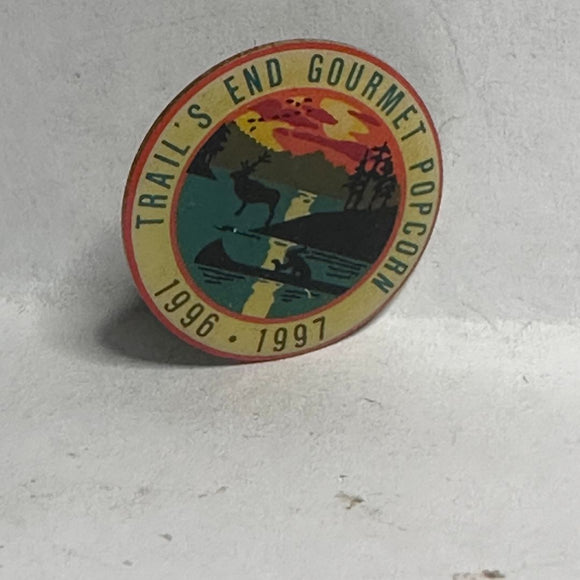 TRAIL'S END GOURMET POPCORN
1996 • 1997